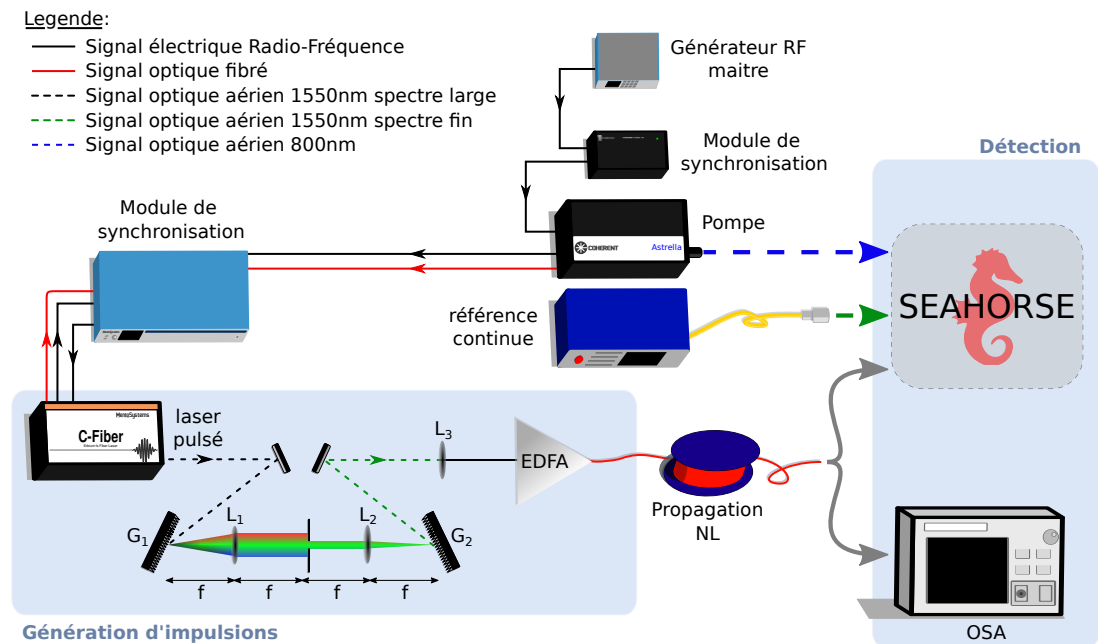 Legende:
Signal électrique Radio-Fréquence
Signal optique fibré
Signal optique aérien 1550nm spectre large
Signal optique aérien 1550nm spectre fin
Signal optique aérien 800nm
Générateur RF
maitre
Module de
synchronisation
Détection
Module de
synchronisation
Pompe
COHERENT
Astrella
référence
continue
SEAHORSE
MenloSystems
C-Fiber
laser
pulsé
L3
EDFA
G1
L1
L2
G2
Propagation
NL
f
f
f
f
Génération d'impulsions
OSA